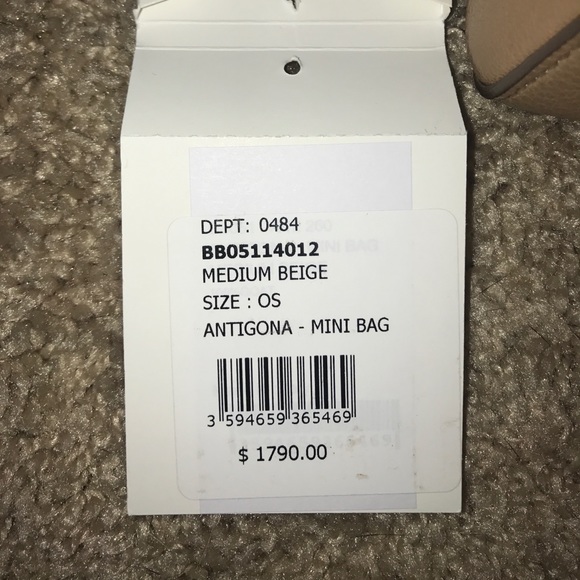 DEPT: 0484
BB05114012
MEDIUM BEIGE
SIZE : OS
ANTIGONA - MINI BAG
3 594659 365469
$ 1790.00